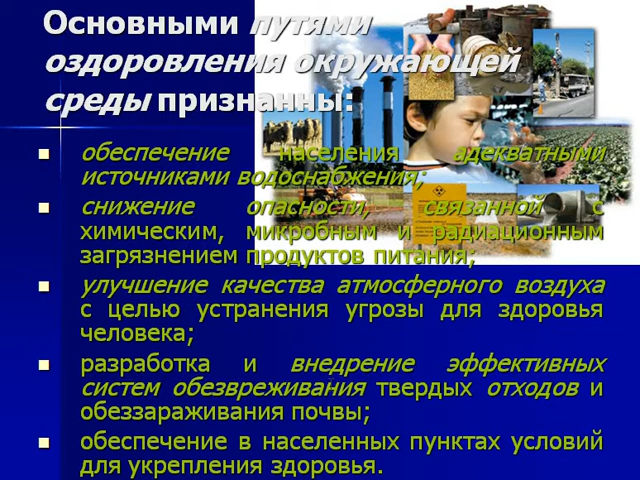 Основными путями
оздоровления окружающей
среды признанны:
обеспечение населения адекватными
источниками водоснабжения;
снижение опасности, связанной с
химическим, микробным и радиационным
загрязнением продуктов питания;
улучшение качества атмосферного воздуха
с целью устранения угрозы для здоровья
человека;
разработка и внедрение эффективных
систем обезвреживания твердых отходов и
обеззараживания почвы;
обеспечение в населенных пунктах условий
для укрепления здоровья.